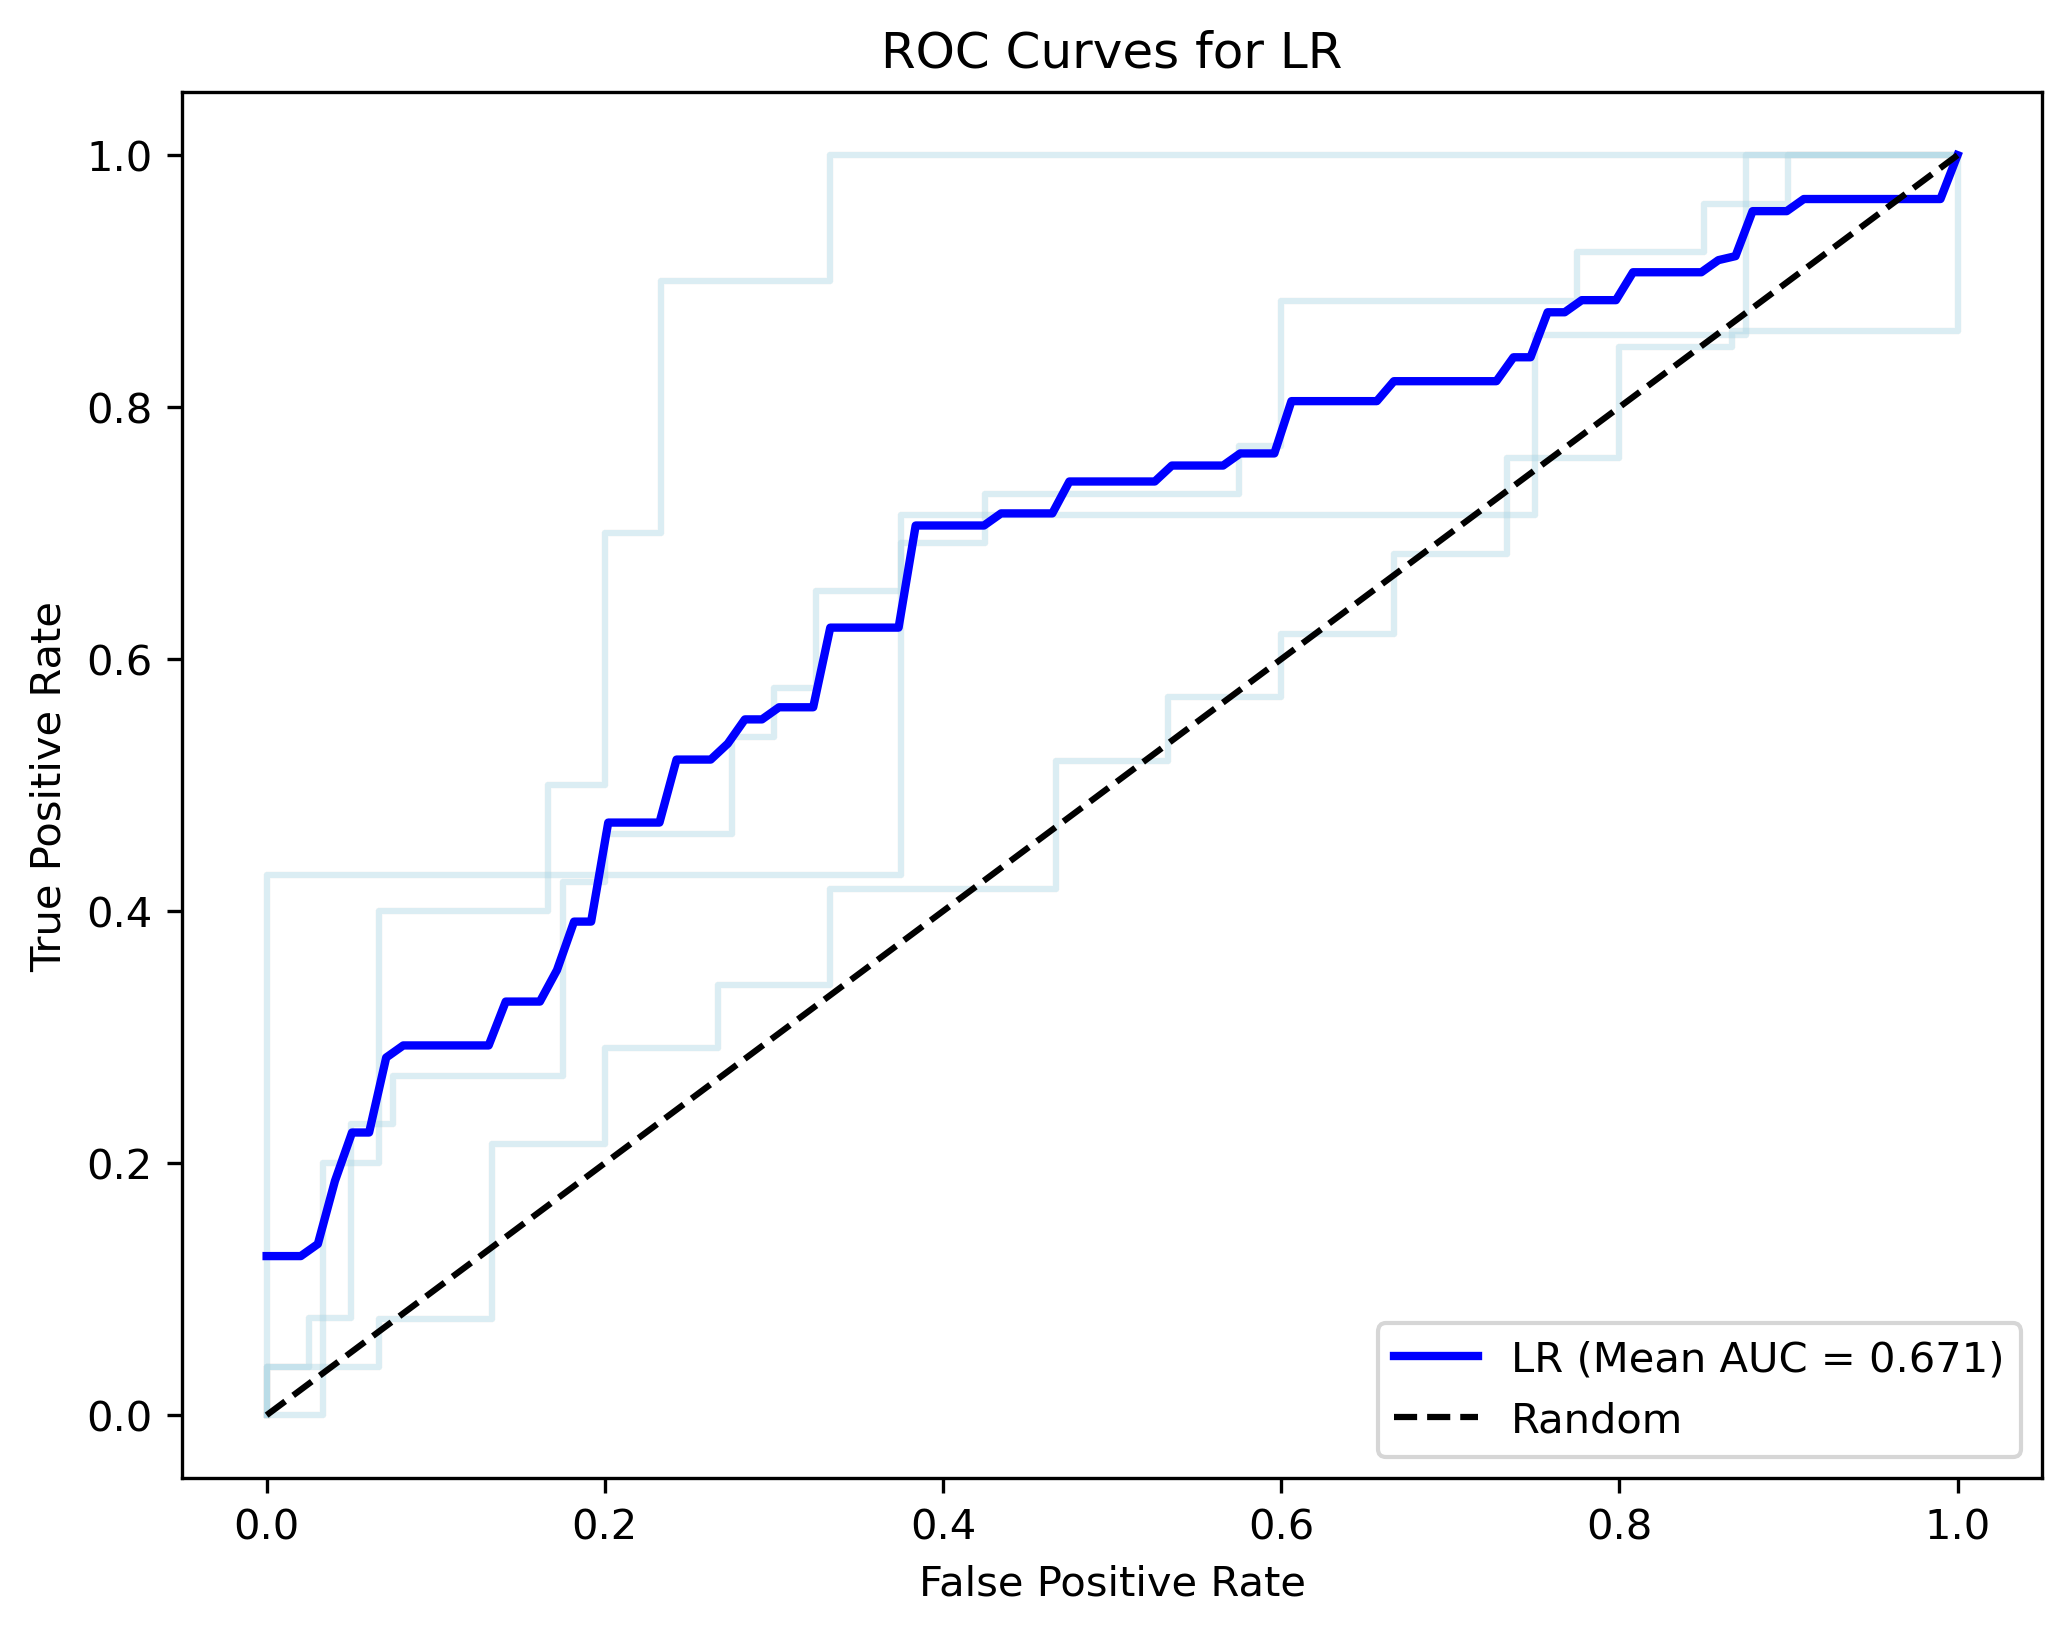 ROC Curves for LR
True Positive Rate
1.0
0.8
0.6
0.4
0.2
0.0
LR (Mean AUC = 0.671)
Random
0.0 0.2 0.4 0.6 0.8 1.0
False Positive Rate